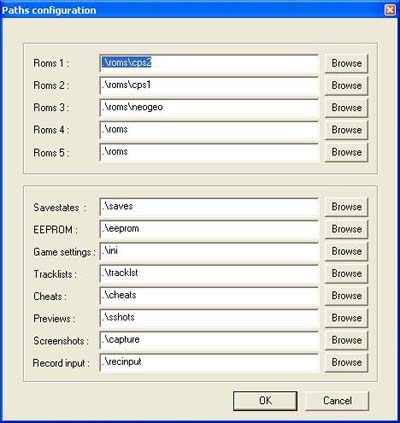 Paths configuration
Roms 1 : .\roms\cps2 Browse
Roms 2 : .\roms\cps1 Browse
Roms 3 : .\roms\neogeo Browse
Roms 4 : .\roms Browse
Roms 5 : .\roms Browse
Savestates : .\saves Browse
EEPROM : .\eeprom Browse
Game settings : .\ini Browse
Tracklists : .\tracklst Browse
Cheats : .\cheats Browse
Previews : .\sshots Browse
Screenshots : .\capture Browse
Record input : .\recinput Browse
OK Cancel